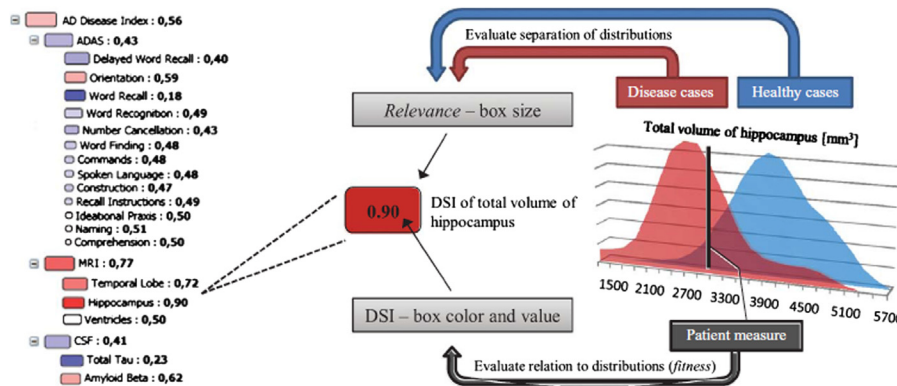 AD Disease Index : 0,56
ADAS : 0,43
Delayed Word Recall : 0,40
Orientation : 0,59
Word Recall : 0,18
Word Recognition : 0,49
Number Cancellation : 0,43
Word Finding : 0,48
Commands : 0,48
Spoken Language : 0,48
Construction : 0,47
Recall Instructions : 0,49
Ideational Praxis : 0,50
Naming : 0,51
Comprehension : 0,50
MRI : 0,77
Temporal Lobe : 0,72
Hippocampus : 0,90
Ventricles : 0,50
CSF : 0,41
Total Tau : 0,23
Amyloid Beta : 0,62
Evaluate separation of distributions
Disease cases
Healthy cases
Relevance – box size
0.90
DSI of total volume of
hippocampus
DSI – box color and value
Total volume of hippocampus [mm³]
1500 2100 2700 3300 3900 4500 5100 5700
Patient measure
Evaluate relation to distributions (fitness)